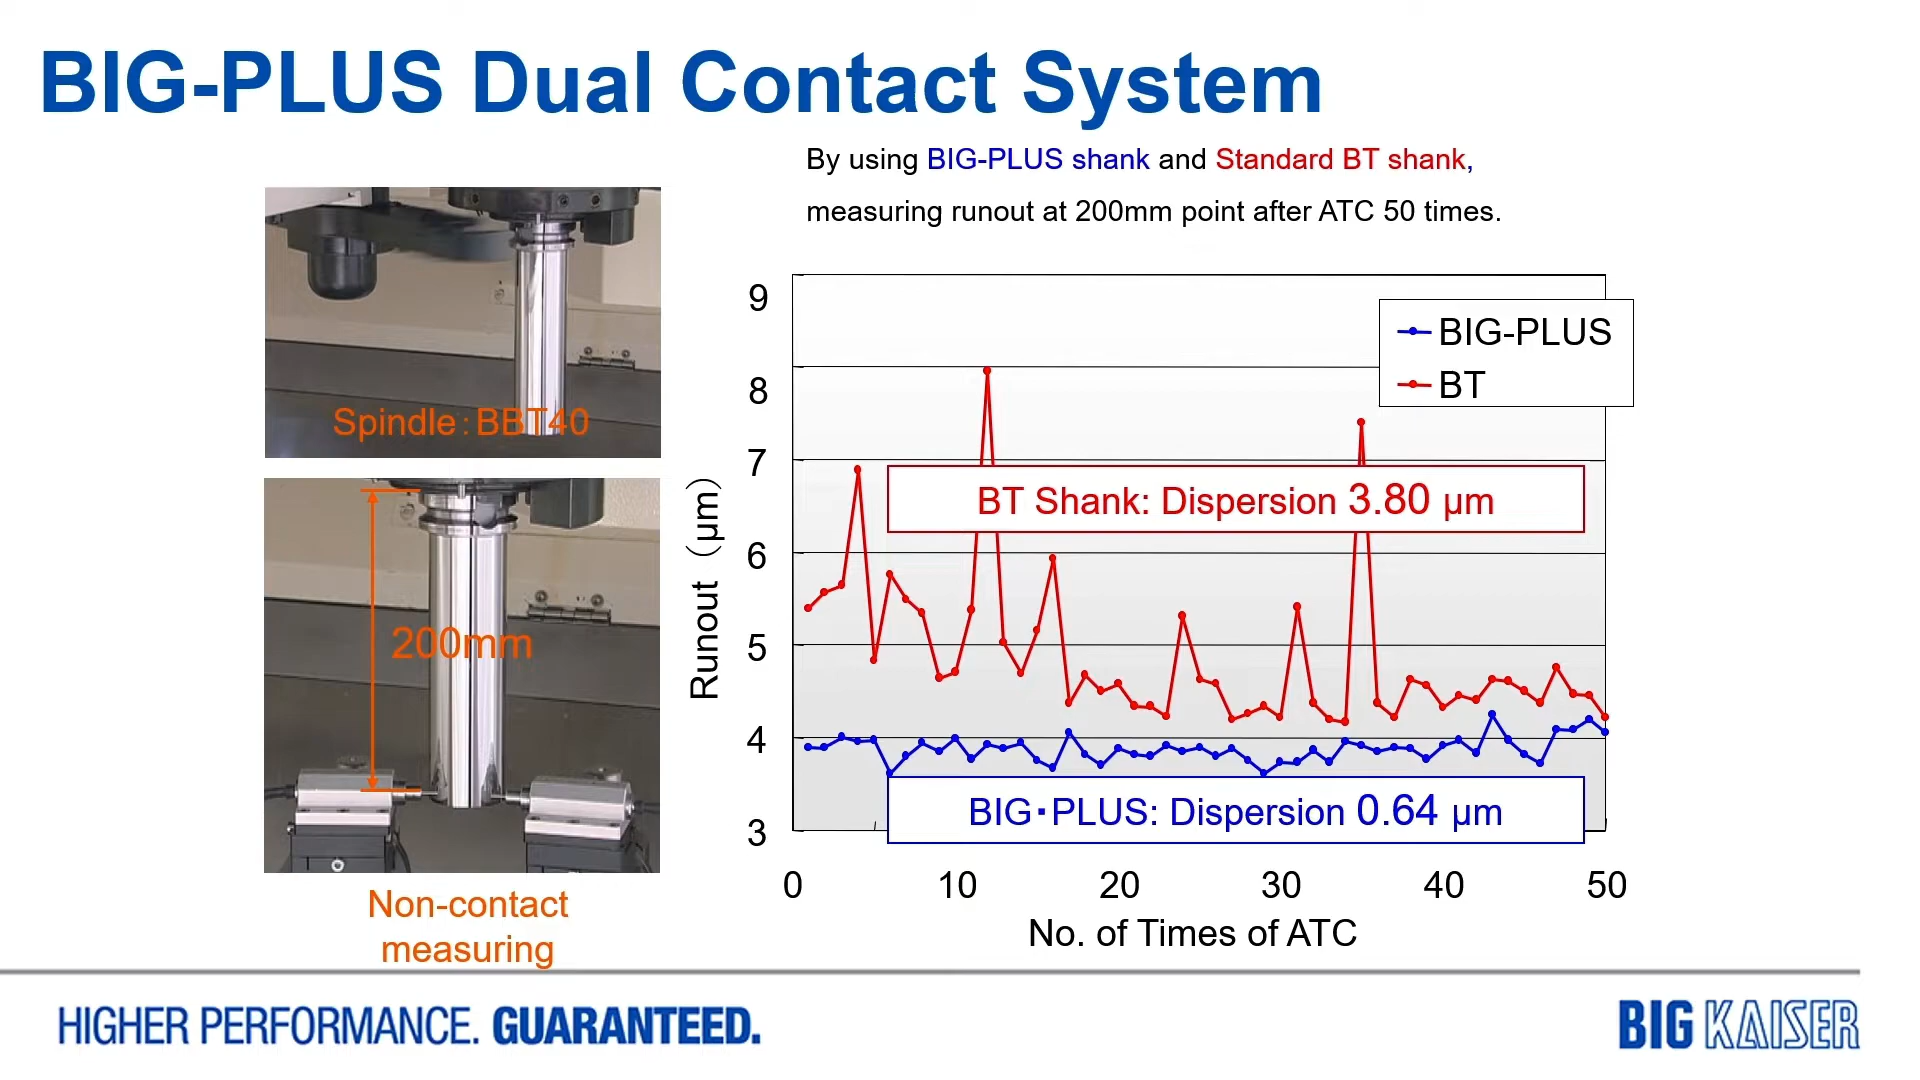 BIG-PLUS Dual Contact System
By using BIG-PLUS shank and Standard BT shank,
measuring runout at 200mm point after ATC 50 times.
Spindle：BBT40
200mm
Non-contact
measuring
Runout（μm）
9
8
7
6
5
4
3
BIG-PLUS
BT
BT Shank: Dispersion 3.80 μm
BIG･PLUS: Dispersion 0.64 μm
0 10 20 30 40 50
No. of Times of ATC
HIGHER PERFORMANCE. GUARANTEED.
BIG KAISER